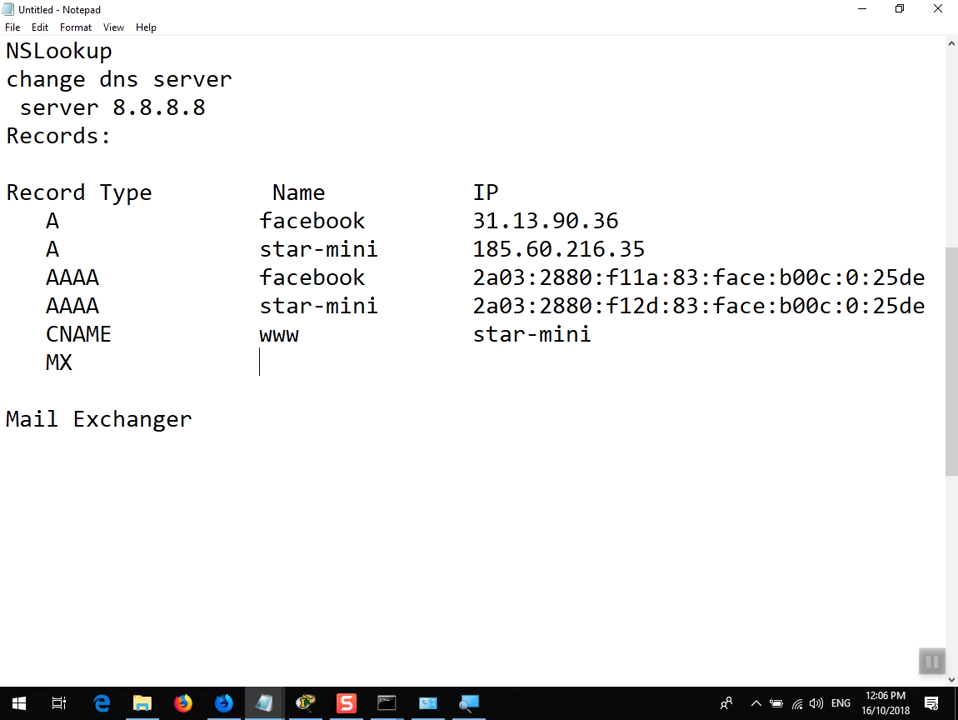 Untitled - Notepad
File Edit Format View Help
NSLookup
change dns server
server 8.8.8.8
Records:
Record Type Name IP
A facebook 31.13.90.36
A star-mini 185.60.216.35
AAAA facebook 2a03:2880:f11a:83:face:b00c:0:25de
AAAA star-mini 2a03:2880:f12d:83:face:b00c:0:25de
CNAME www star-mini
MX
Mail Exchanger
ENG
12:06 PM
16/10/2018